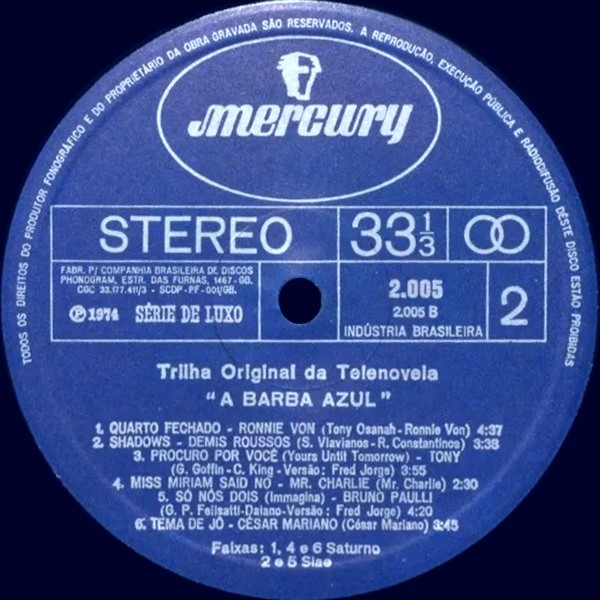 TODOS OS DIREITOS DO PRODUTOR FONOGRÁFICO E DO PROPRIETÁRIO DA OBRA GRAVADA SÃO RESERVADOS. A REPRODUÇÃO, EXECUÇÃO PÚBLICA E RADIODIFUSÃO DÊSTE DISCO ESTÃO PROIBIDAS
mercury
STEREO 33 1/3
FABR. P/ COMPANHIA BRASILEIRA DE DISCOS
PHONOGRAM, ESTR. DAS FURNAS, 1467-GB.
CGC 33.177.411/3 - SCDP-PF-001/GB.
Ⓟ 1974 SÉRIE DE LUXO
2.005
2.005 B
INDÚSTRIA BRASILEIRA
2
Trilha Original da Telenovela
"A BARBA AZUL"
1. QUARTO FECHADO - RONNIE VON (Tony Osanah-Ronnie Von) 4:37
2. SHADOWS - DEMIS ROUSSOS (S. Vlavianos-R. Constantinos) 3:38
3. PROCURO POR VOCÊ (Yours Until Tomorrow) - TONY
(G. Goffin-C. King-Versão: Fred Jorge) 3:55
4. MISS MIRIAM SAID NO - MR. CHARLIE (Mr. Charlie) 2:30
5. SÓ NÓS DOIS (Immagina) - BRUNO PAULLI
(G. P. Felisatti-Daiano-Versão: Fred Jorge) 4:20
6. TEMA DE JÔ - CÉSAR MARIANO (César Mariano) 3:45
Faixas: 1, 4 e 6 Saturno
2 e 5 Siae